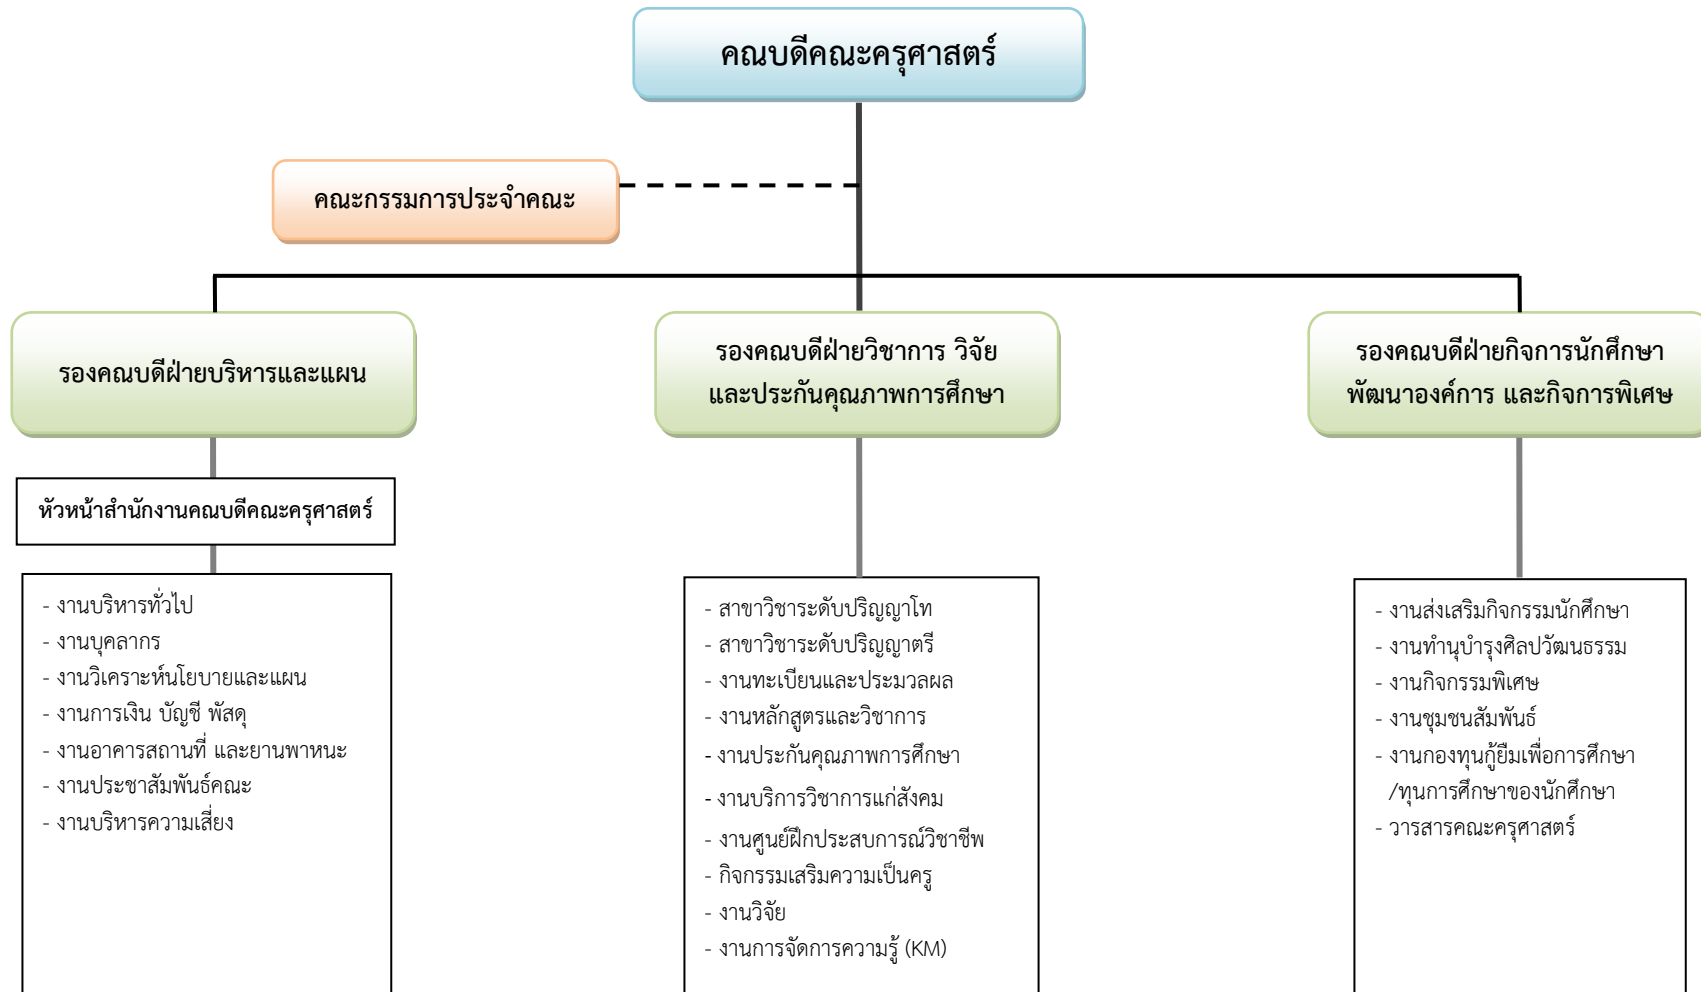 คณบดีคณะครุศาสตร์
คณะกรรมการประจำคณะ
รองคณบดีฝ่ายบริหารและแผน
หัวหน้าสำนักงานคณบดีคณะครุศาสตร์
- งานบริหารทั่วไป
- งานบุคลากร
- งานวิเคราะห์นโยบายและแผน
- งานการเงิน บัญชี พัสดุ
- งานอาคารสถานที่ และยานพาหนะ
- งานประชาสัมพันธ์คณะ
- งานบริหารความเสี่ยง
รองคณบดีฝ่ายวิชาการ วิจัย
และประกันคุณภาพการศึกษา
- สาขาวิชาระดับปริญญาโท
- สาขาวิชาระดับปริญญาตรี
- งานทะเบียนและประมวลผล
- งานหลักสูตรและวิชาการ
- งานประกันคุณภาพการศึกษา
- งานบริการวิชาการแก่สังคม
- งานศูนย์ฝึกประสบการณ์วิชาชีพ
- กิจกรรมเสริมความเป็นครู
- งานวิจัย
- งานการจัดการความรู้ (KM)
รองคณบดีฝ่ายกิจการนักศึกษา
พัฒนาองค์การ และกิจการพิเศษ
- งานส่งเสริมกิจกรรมนักศึกษา
- งานทำนุบำรุงศิลปวัฒนธรรม
- งานกิจกรรมพิเศษ
- งานชุมชนสัมพันธ์
- งานกองทุนกู้ยืมเพื่อการศึกษา
/ทุนการศึกษาของนักศึกษา
- วารสารคณะครุศาสตร์